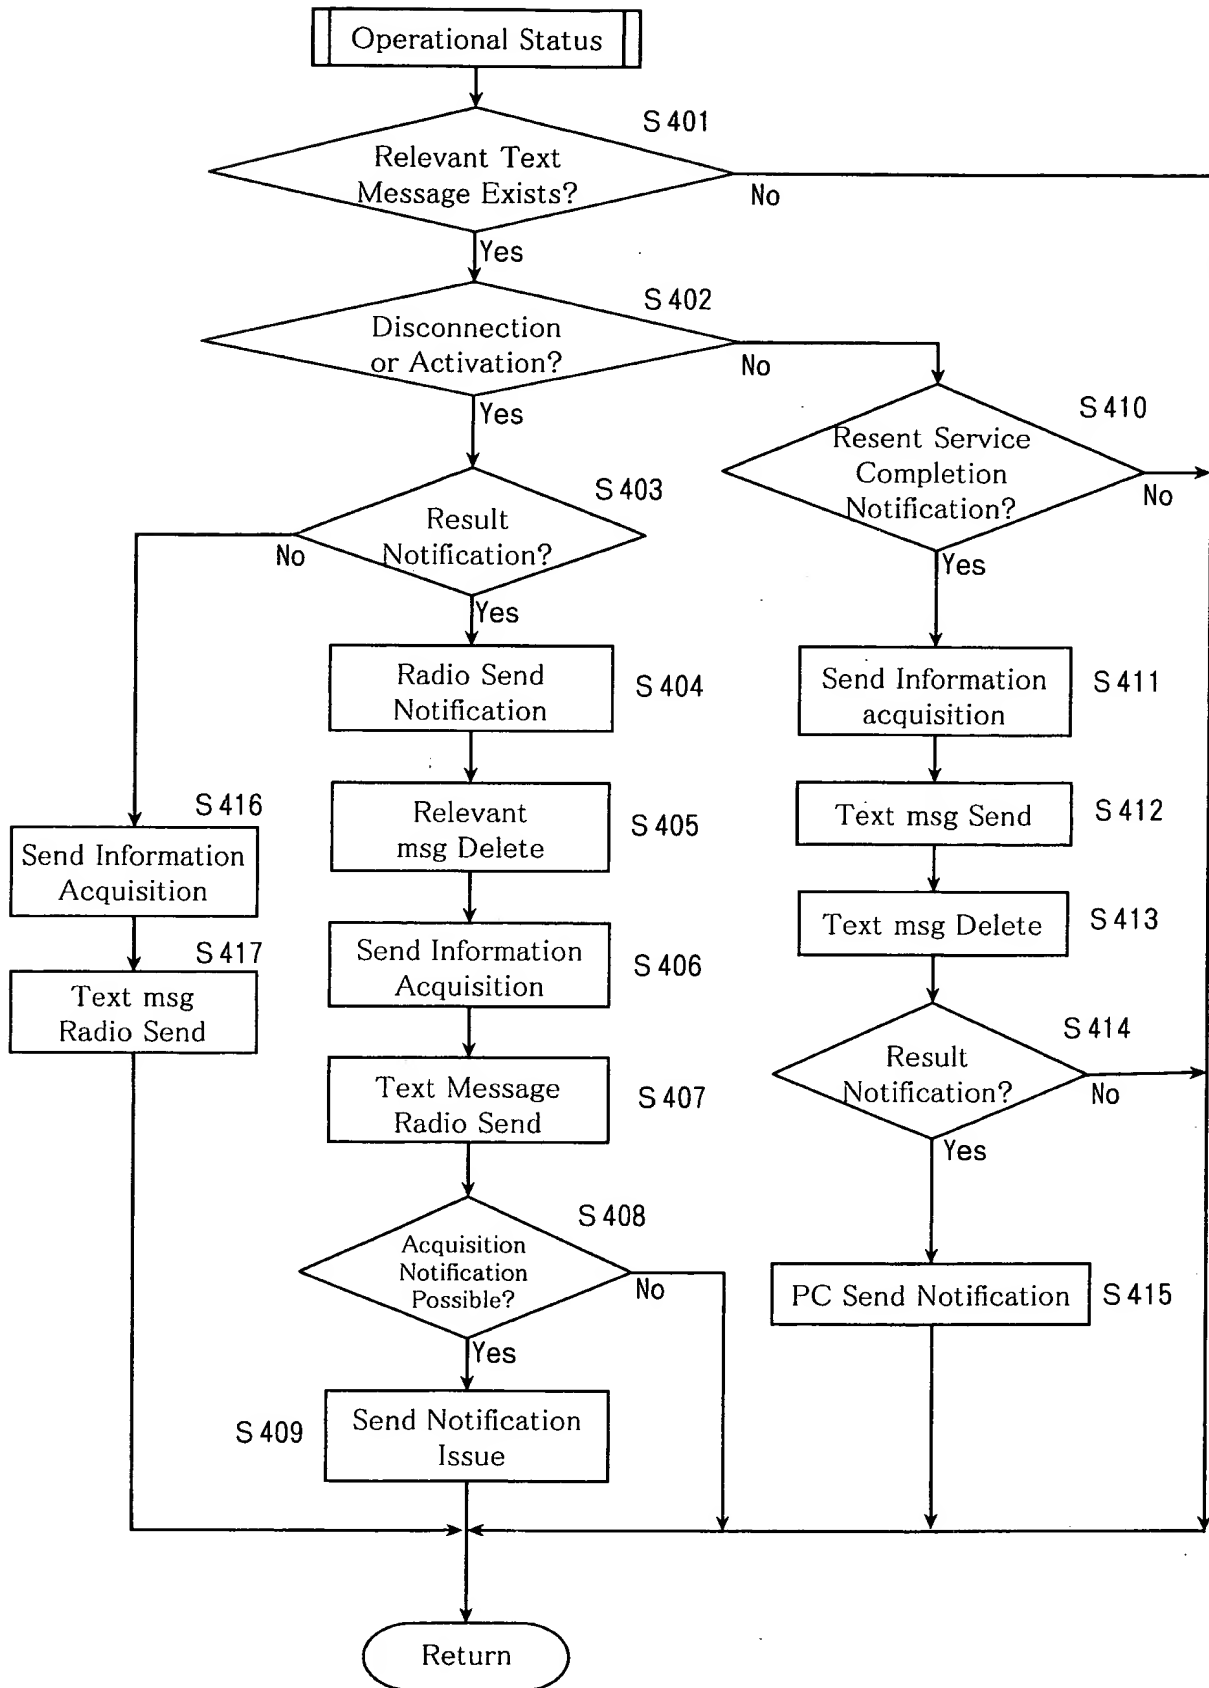 Operational Status
S401
Relevant Text
Message Exists?
No
Yes
S402
Disconnection
or Activation?
No
Yes
S410
Resent Service
Completion
Notification?
No
Yes
S403
Result
Notification?
No
Yes
Radio Send
Notification
S404
Send Information
acquisition
S411
Relevant
msg Delete
S405
Text msg Send
S412
S416
Send Information
Acquisition
Send Information
Acquisition
S406
Text msg Delete
S413
S417
Text msg
Radio Send
Text Message
Radio Send
S407
S414
Result
Notification?
No
Yes
S408
Acquisition
Notification
Possible?
No
Yes
PC Send Notification
S415
S409
Send Notification
Issue
Return